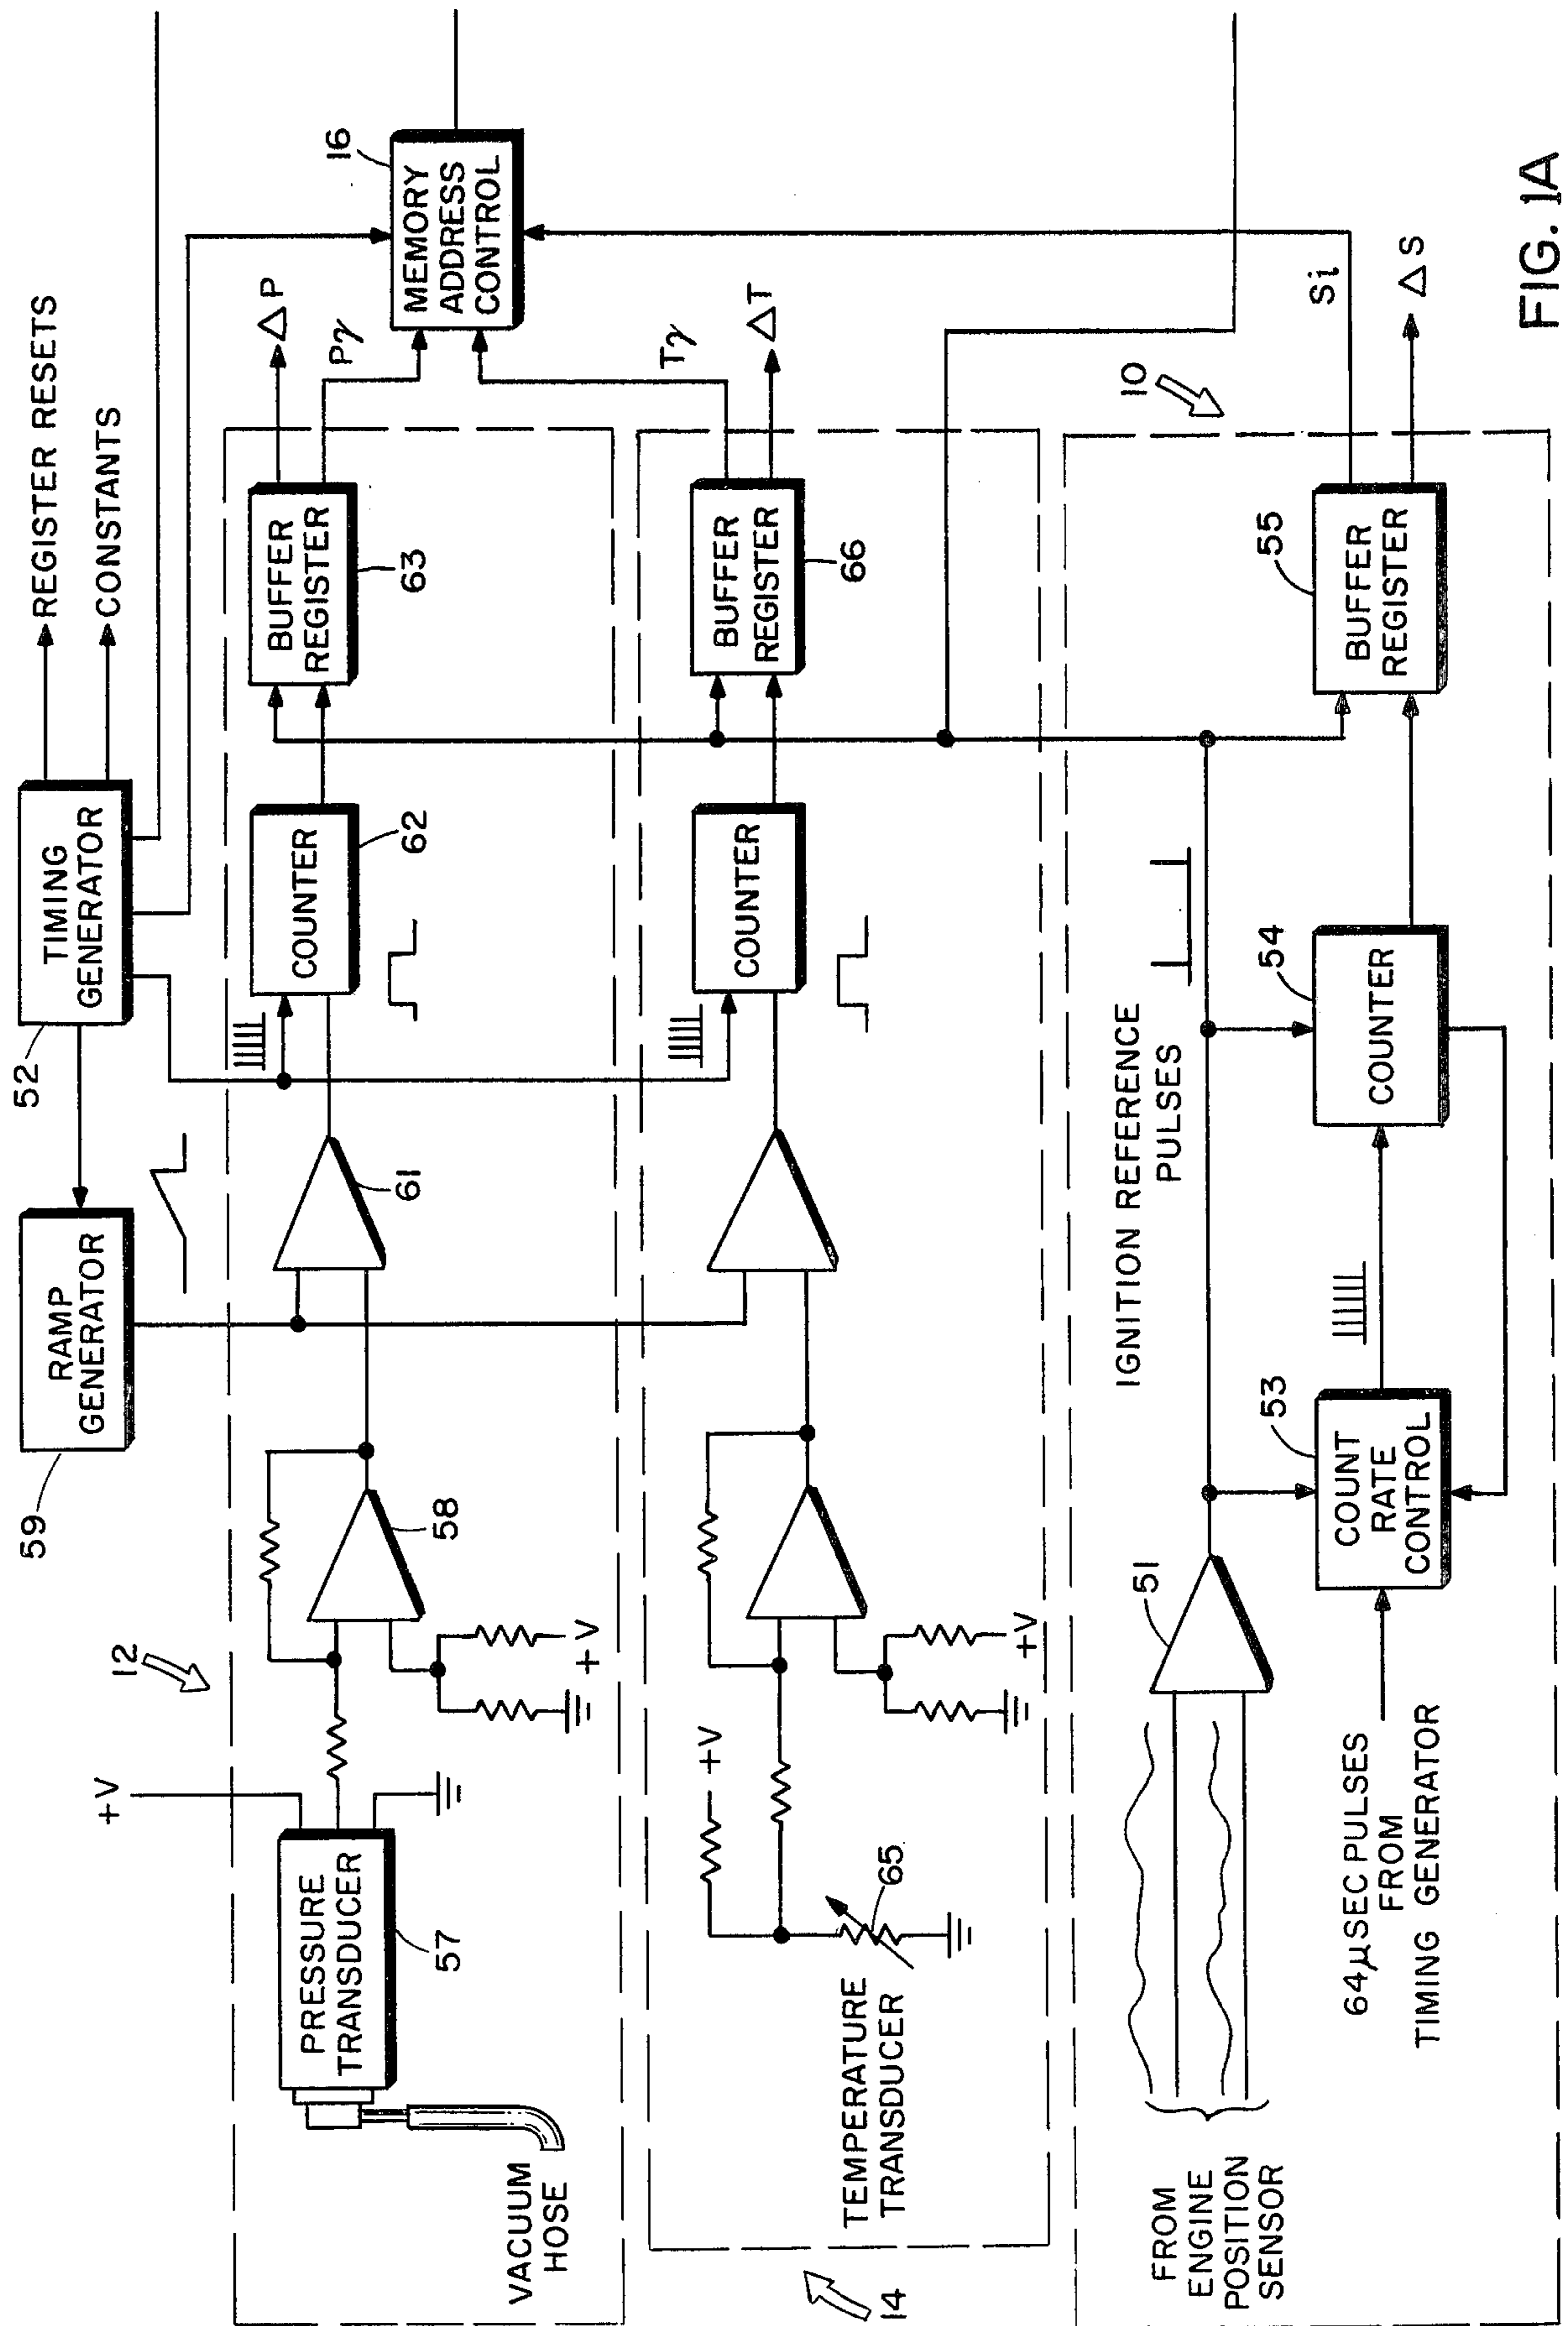 59
RAMP
GENERATOR
52
TIMING
GENERATOR
REGISTER RESETS
CONSTANTS
12
+V
PRESSURE
TRANSDUCER
57
VACUUM
HOSE
+V
58
61
COUNTER
62
BUFFER
REGISTER
63
ΔP
Pγ
16
MEMORY
ADDRESS
CONTROL
14
TEMPERATURE
TRANSDUCER
65
+V
+V
COUNTER
BUFFER
REGISTER
66
Tγ
ΔT
10
FROM
ENGINE
POSITION
SENSOR
51
IGNITION REFERENCE
PULSES
64μSEC PULSES
FROM
TIMING GENERATOR
53
COUNT
RATE
CONTROL
54
COUNTER
55
BUFFER
REGISTER
Si
ΔS
FIG. 1A